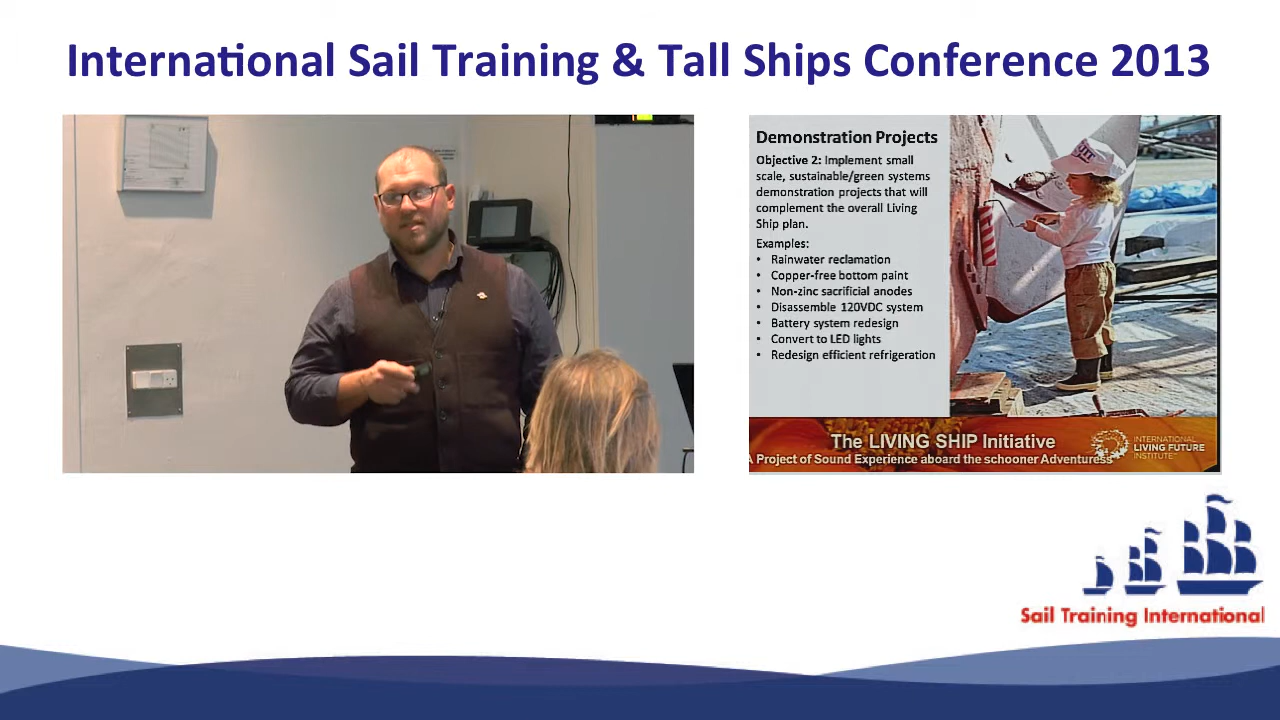 International Sail Training & Tall Ships Conference 2013
Demonstration Projects
Objective 2: Implement small
scale, sustainable/green systems
demonstration projects that will
complement the overall Living
Ship plan.
Examples:
• Rainwater reclamation
• Copper-free bottom paint
• Non-zinc sacrificial anodes
• Disassemble 120VDC system
• Battery system redesign
• Convert to LED lights
• Redesign efficient refrigeration
The LIVING SHIP Initiative
A Project of Sound Experience aboard the schooner Adventuress
INTERNATIONAL
LIVING FUTURE
INSTITUTE
Sail Training International